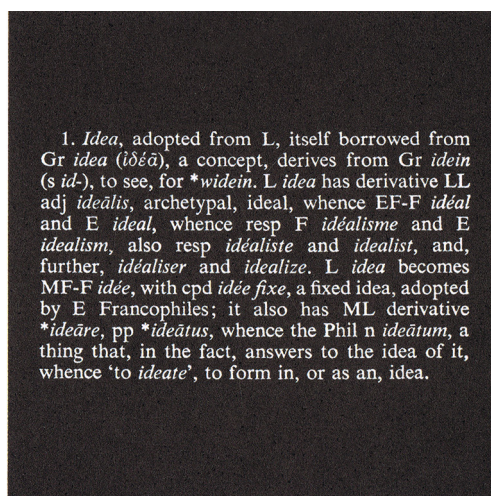 1. Idea, adopted from L, itself borrowed from
Gr idea (ἰδέᾱ), a concept, derives from Gr idein
(s id-), to see, for *widein. L idea has derivative LL
adj ideālis, archetypal, ideal, whence EF-F idéal
and E ideal, whence resp F idéalisme and E
idealism, also resp idéaliste and idealist, and,
further, idéaliser and idealize. L idea becomes
MF-F idée, with cpd idée fixe, a fixed idea, adopted
by E Francophiles; it also has ML derivative
*ideāre, pp *ideātus, whence the Phil n ideātum, a
thing that, in the fact, answers to the idea of it,
whence ‘to ideate’, to form in, or as an, idea.